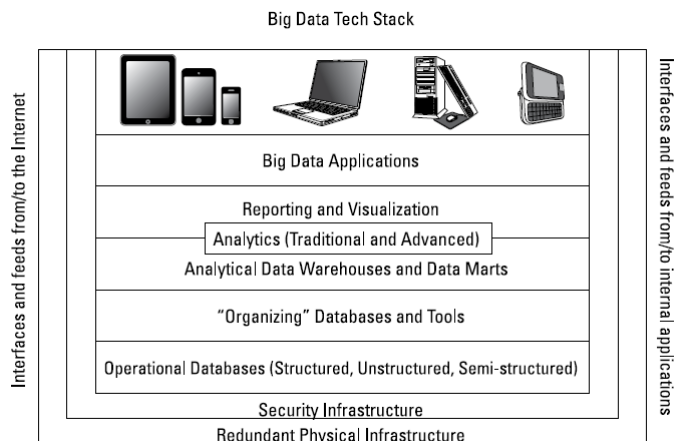 Big Data Tech Stack
Interfaces and feeds from/to the Internet
Big Data Applications
Reporting and Visualization
Analytics (Traditional and Advanced)
Analytical Data Warehouses and Data Marts
“Organizing” Databases and Tools
Operational Databases (Structured, Unstructured, Semi-structured)
Security Infrastructure
Redundant Physical Infrastructure
Interfaces and feeds from/to internal applications